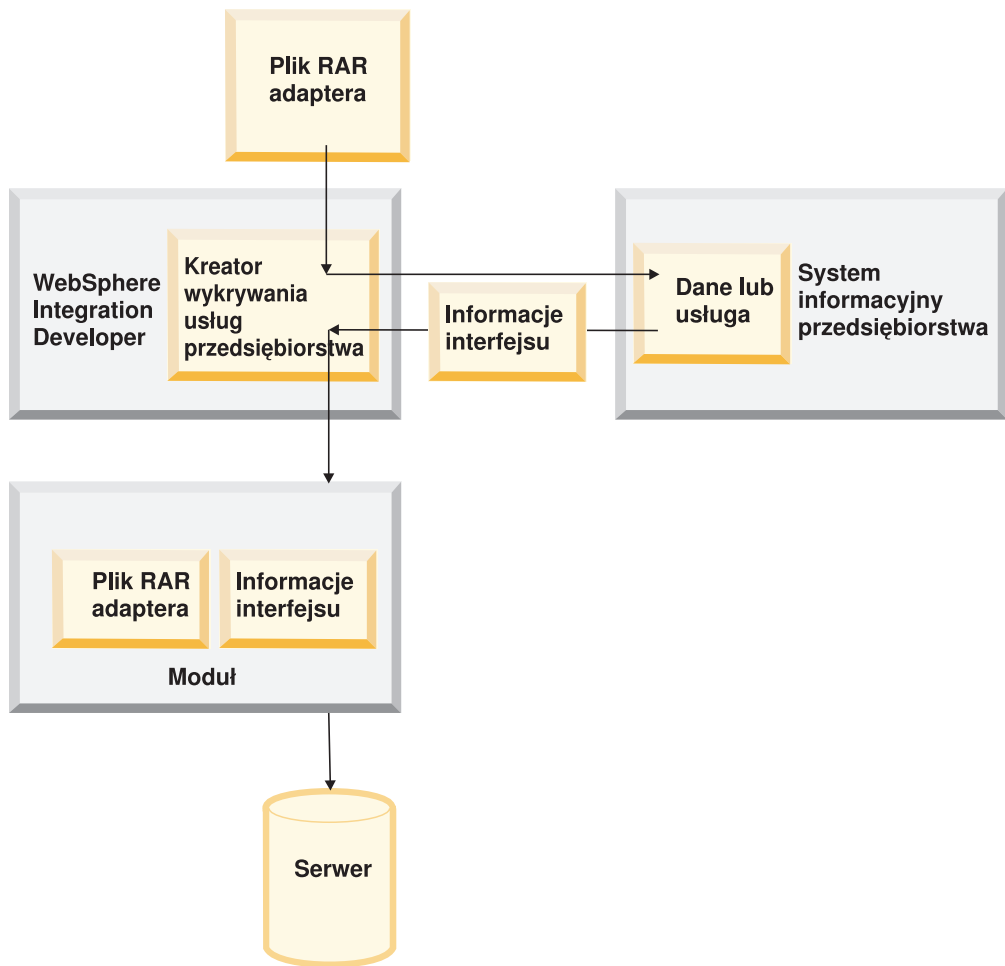 Plik RAR
adaptera
WebSphere
Integration
Developer
Kreator
wykrywania
usług
przedsiębiorstwa
Informacje
interfejsu
Dane lub
usługa
System
informacyjny
przedsiębiorstwa
Plik RAR
adaptera
Informacje
interfejsu
Moduł
Serwer